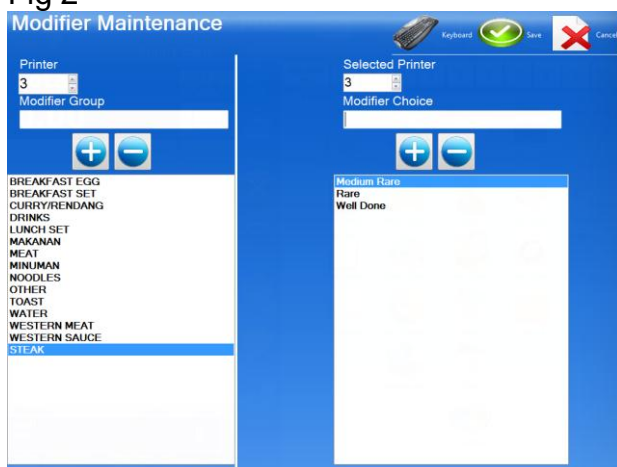 Fig 2
Modifier Maintenance
Keyboard
Save
Cancel
Printer
3
Modifier Group
BREAKFAST EGG
BREAKFAST SET
CURRY/RENDANG
DRINKS
LUNCH SET
MAKANAN
MEAT
MINUMAN
NOODLES
OTHER
TOAST
WATER
WESTERN MEAT
WESTERN SAUCE
STEAK
Selected Printer
3
Modifier Choice
Medium Rare
Rare
Well Done